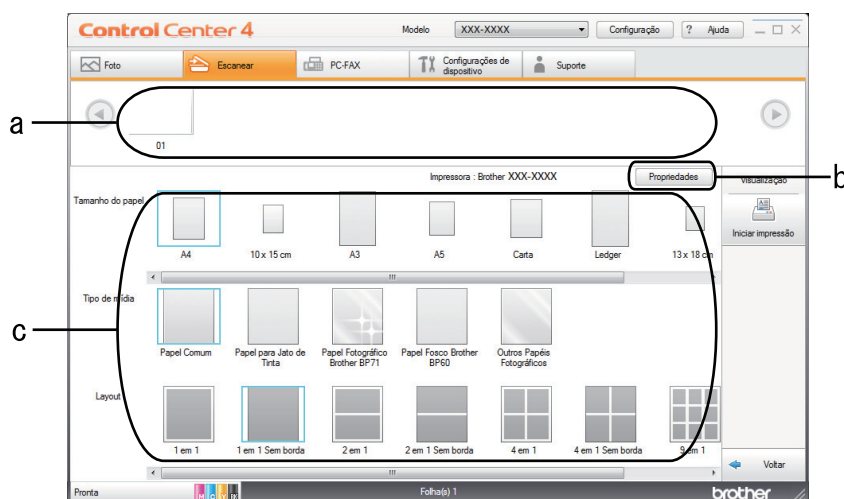 Control Center 4
Modelo XXX-XXXX Configuração ? Ajuda
Foto Escanear PC-FAX Configurações de dispositivo Suporte
a
01
Impressora : Brother XXX-XXXX Propriedades
b
Visualização
Iniciar impressão
Tamanho do papel
A4 10 x 15 cm A3 A5 Carta Ledger 13 x 18 cm
c
Tipo de mídia
Papel Comum Papel para Jato de Tinta Papel Fotográfico Brother BP71 Papel Fosco Brother BP60 Outros Papéis Fotográficos
Layout
1 em 1 1 em 1 Sem borda 2 em 1 2 em 1 Sem borda 4 em 1 4 em 1 Sem borda 9 em 1
Voltar
Pronta M C Y BK Folha(s) 1 brother